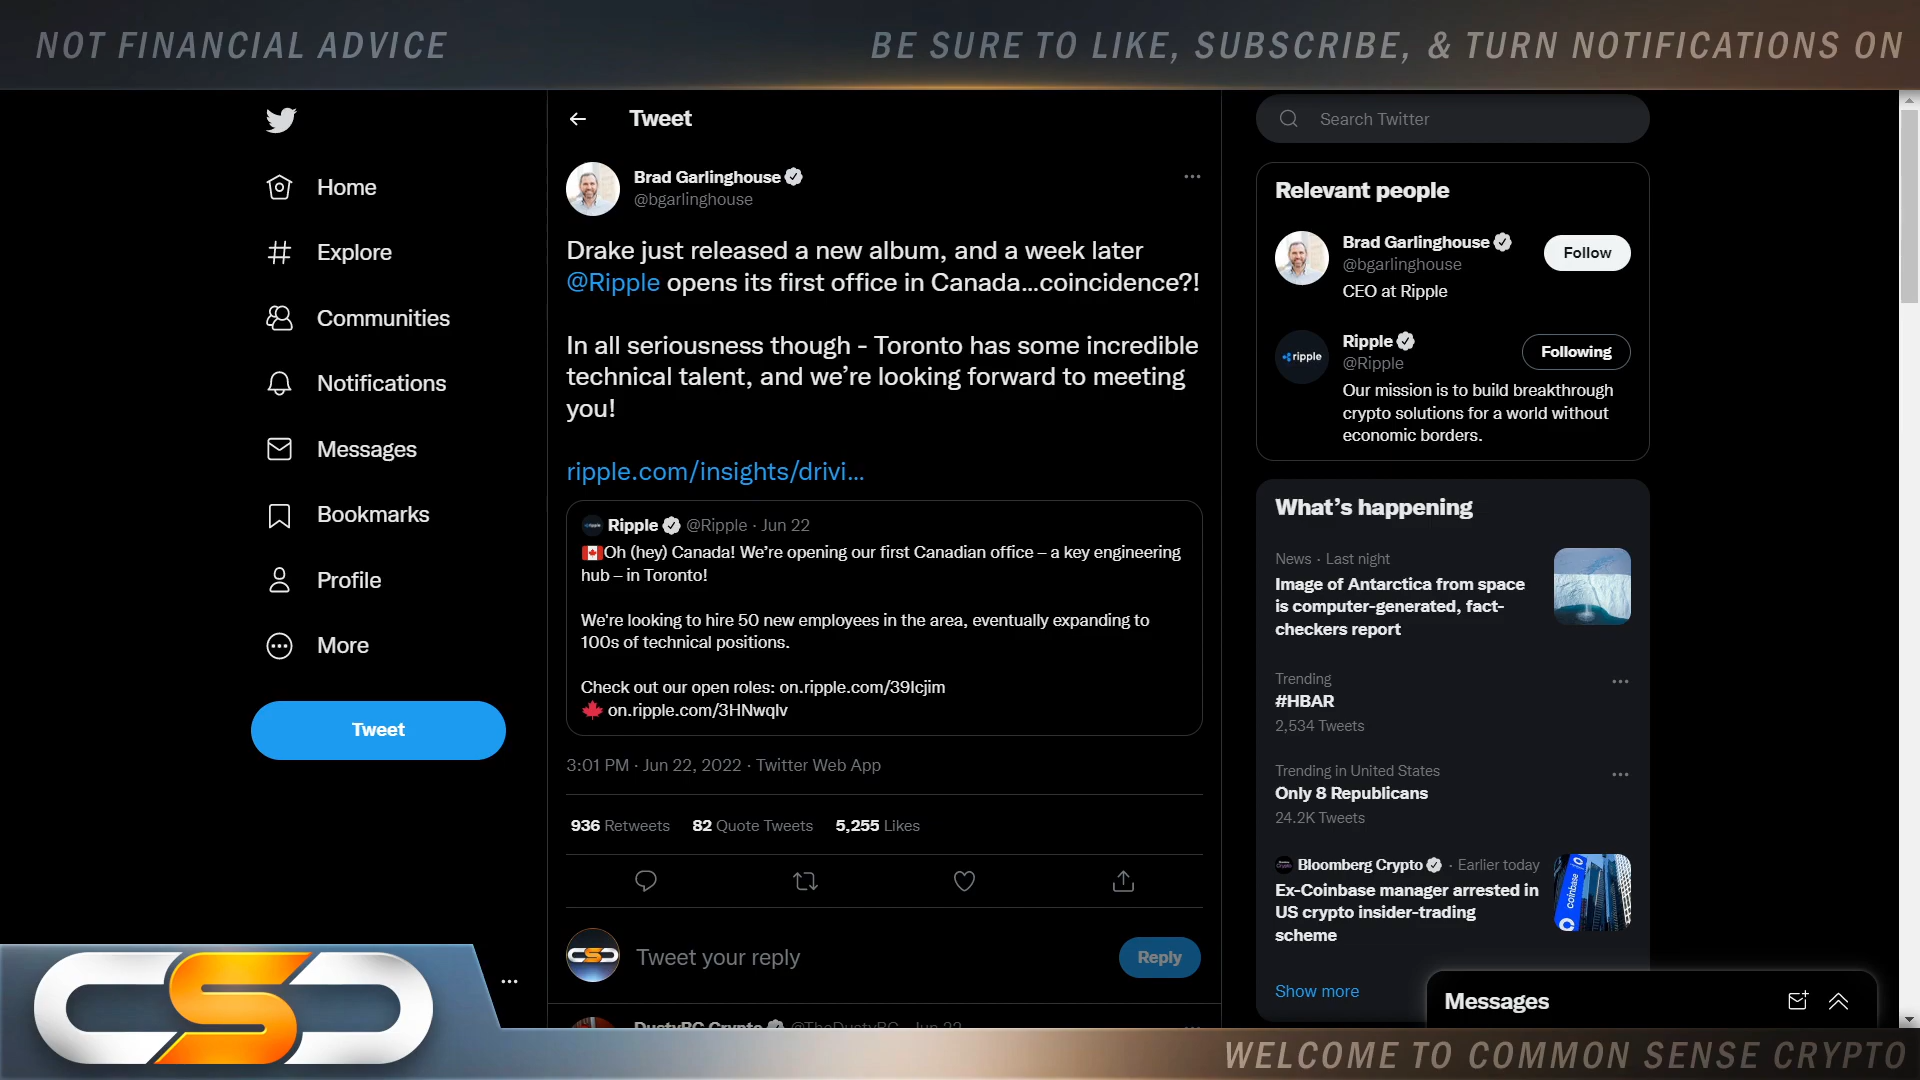 NOT FINANCIAL ADVICE
BE SURE TO LIKE, SUBSCRIBE, & TURN NOTIFICATIONS ON
Home
Explore
Communities
Notifications
Messages
Bookmarks
Profile
More
Tweet
Tweet
Brad Garlinghouse
@bgarlinghouse
Drake just released a new album, and a week later
@Ripple opens its first office in Canada...coincidence?!
In all seriousness though - Toronto has some incredible
technical talent, and we’re looking forward to meeting
you!
ripple.com/insights/drivi...
Ripple @Ripple · Jun 22
Oh (hey) Canada! We’re opening our first Canadian office – a key engineering
hub – in Toronto!
We're looking to hire 50 new employees in the area, eventually expanding to
100s of technical positions.
Check out our open roles: on.ripple.com/39Icjim
on.ripple.com/3HNwqlv
3:01 PM · Jun 22, 2022 · Twitter Web App
936 Retweets 82 Quote Tweets 5,255 Likes
CSC
Tweet your reply
Reply
DustyBC Crypto @TheDustyBC · Jun 22
Search Twitter
Relevant people
Brad Garlinghouse
@bgarlinghouse
Follow
CEO at Ripple
ripple
Ripple
@Ripple
Following
Our mission is to build breakthrough
crypto solutions for a world without
economic borders.
What’s happening
News · Last night
Image of Antarctica from space
is computer-generated, fact-
checkers report
Trending
#HBAR
2,534 Tweets
Trending in United States
Only 8 Republicans
24.2K Tweets
Bloomberg Crypto · Earlier today
Ex-Coinbase manager arrested in
US crypto insider-trading
scheme
coinbase
Show more
Messages
CSC
WELCOME TO COMMON SENSE CRYPTO